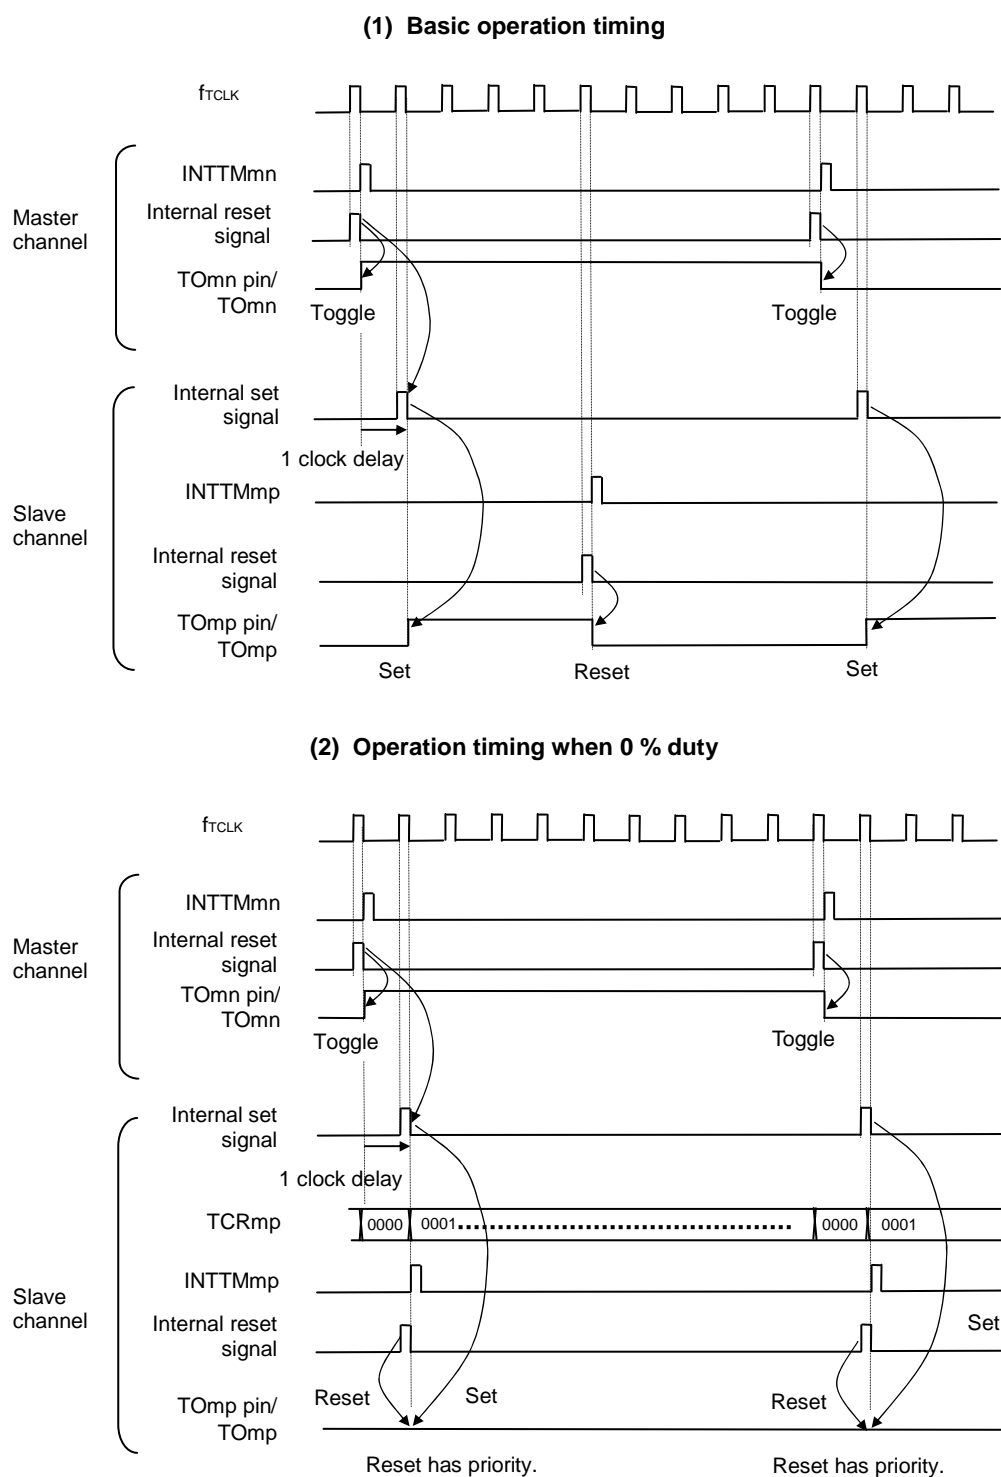 (1) Basic operation timing
fTCLK
INTTMmn
Master
channel
Internal reset
signal
TOmn pin/
TOmn
Toggle
Toggle
Internal set
signal
1 clock delay
INTTMmp
Slave
channel
Internal reset
signal
TOmp pin/
TOmp
Set
Reset
Set
(2) Operation timing when 0 % duty
fTCLK
INTTMmn
Master
channel
Internal reset
signal
TOmn pin/
TOmn
Toggle
Toggle
Internal set
signal
1 clock delay
TCRmp
0000
0001
0000
0001
INTTMmp
Slave
channel
Internal reset
signal
Set
Reset
Set
Reset
TOmp pin/
TOmp
Reset has priority.
Reset has priority.